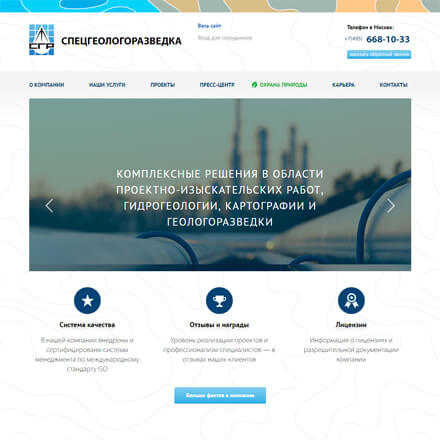 СГР
СПЕЦГЕОЛОГОРАЗВЕДКА
Весь сайт
Вход для сотрудников
Телефон в Москве:
+7(495) 668-10-33
заказать обратный звонок
О КОМПАНИИ НАШИ УСЛУГИ ПРОЕКТЫ ПРЕСС-ЦЕНТР ОХРАНА ПРИРОДЫ КАРЬЕРА КОНТАКТЫ
КОМПЛЕКСНЫЕ РЕШЕНИЯ В ОБЛАСТИ
ПРОЕКТНО-ИЗЫСКАТЕЛЬСКИХ РАБОТ,
ГИДРОГЕОЛОГИИ, КАРТОГРАФИИ И
ГЕОЛОГОРАЗВЕДКИ
Система качества
В нашей компании внедрены и
сертифицированы системы
менеджмента по международному
стандарту ISO
Отзывы и награды
Уровень реализации проектов и
профессионализм специалистов — в
отзывах наших клиентов
Лицензии
Информация о лицензиях и
разрешительной документации
компании
Больше фактов о компании